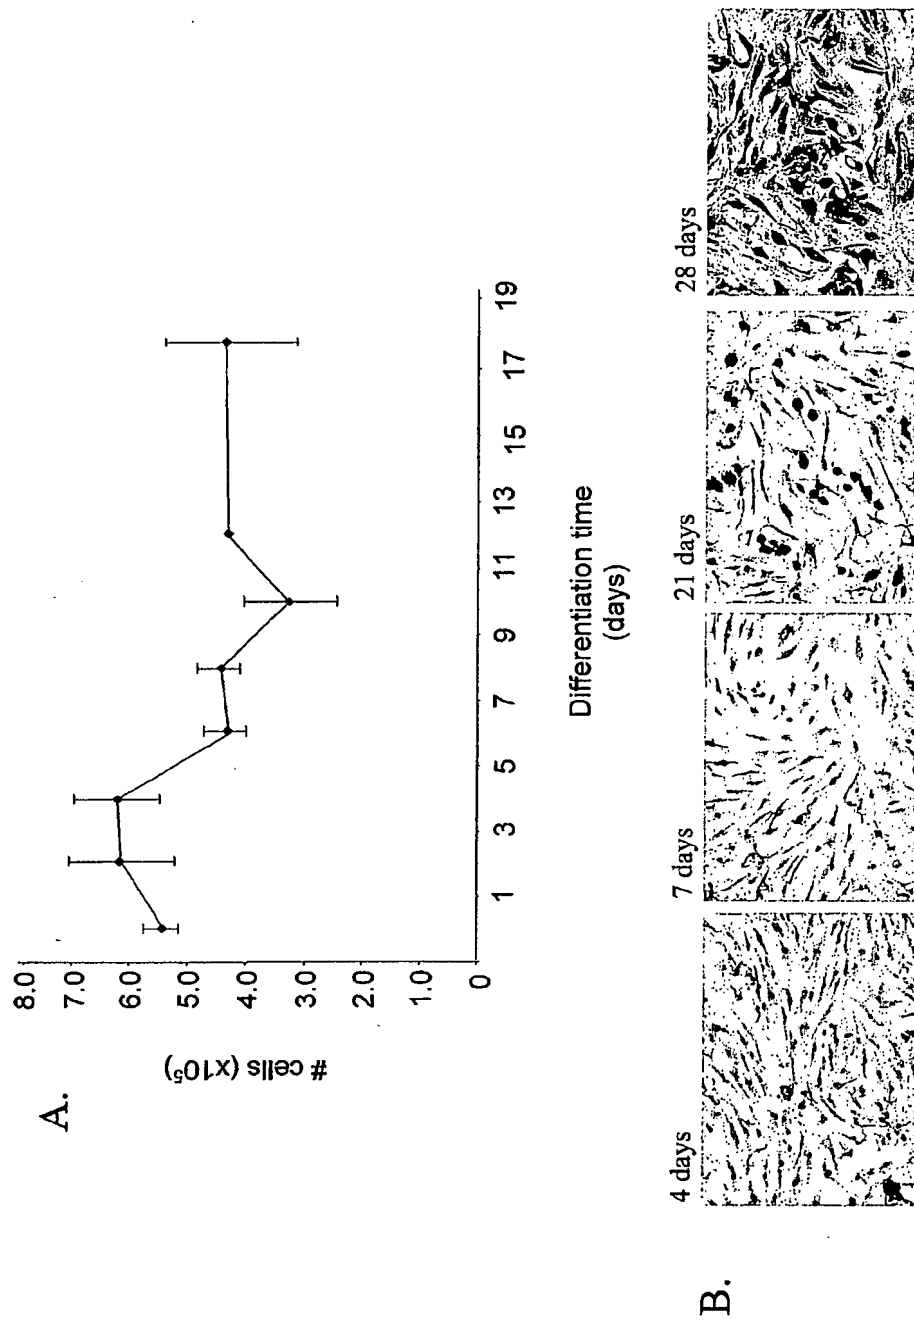 A.
# cells (x10⁵)
8.0
7.0
6.0
5.0
4.0
3.0
2.0
1.0
0
1 3 5 7 9 11 13 15 17 19
Differentiation time
(days)
B.
4 days 7 days 21 days 28 days